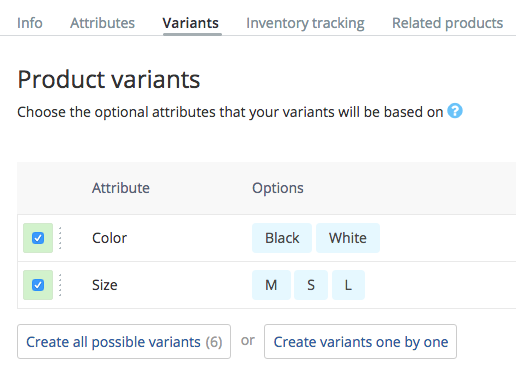 Info Attributes Variants Inventory tracking Related products
Product variants
Choose the optional attributes that your variants will be based on ?
Attribute Options
Color Black White
Size M S L
Create all possible variants (6) or Create variants one by one